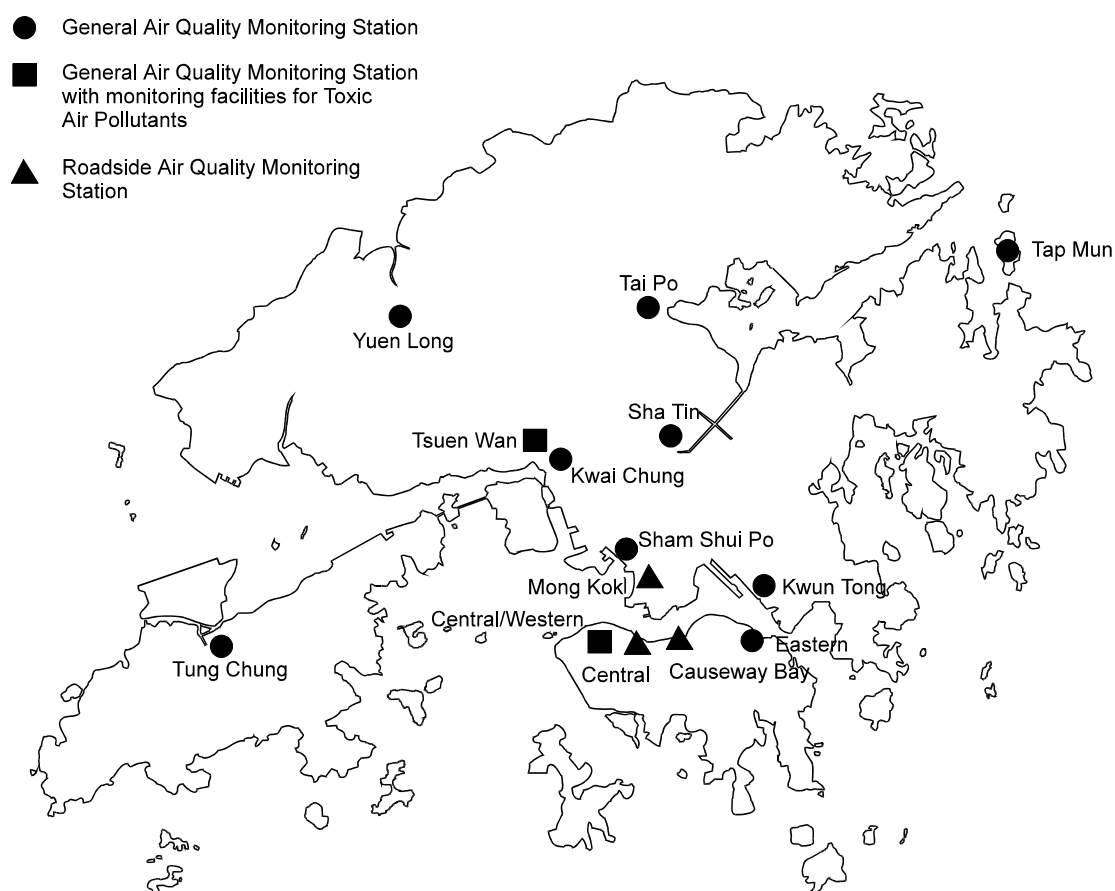 General Air Quality Monitoring Station
General Air Quality Monitoring Station
with monitoring facilities for Toxic
Air Pollutants
Roadside Air Quality Monitoring
Station
Tap Mun
Tai Po
Yuen Long
Sha Tin
Tsuen Wan
Kwai Chung
Sham Shui Po
Mong Kok
Kwun Tong
Central/Western
Eastern
Tung Chung
Central
Causeway Bay